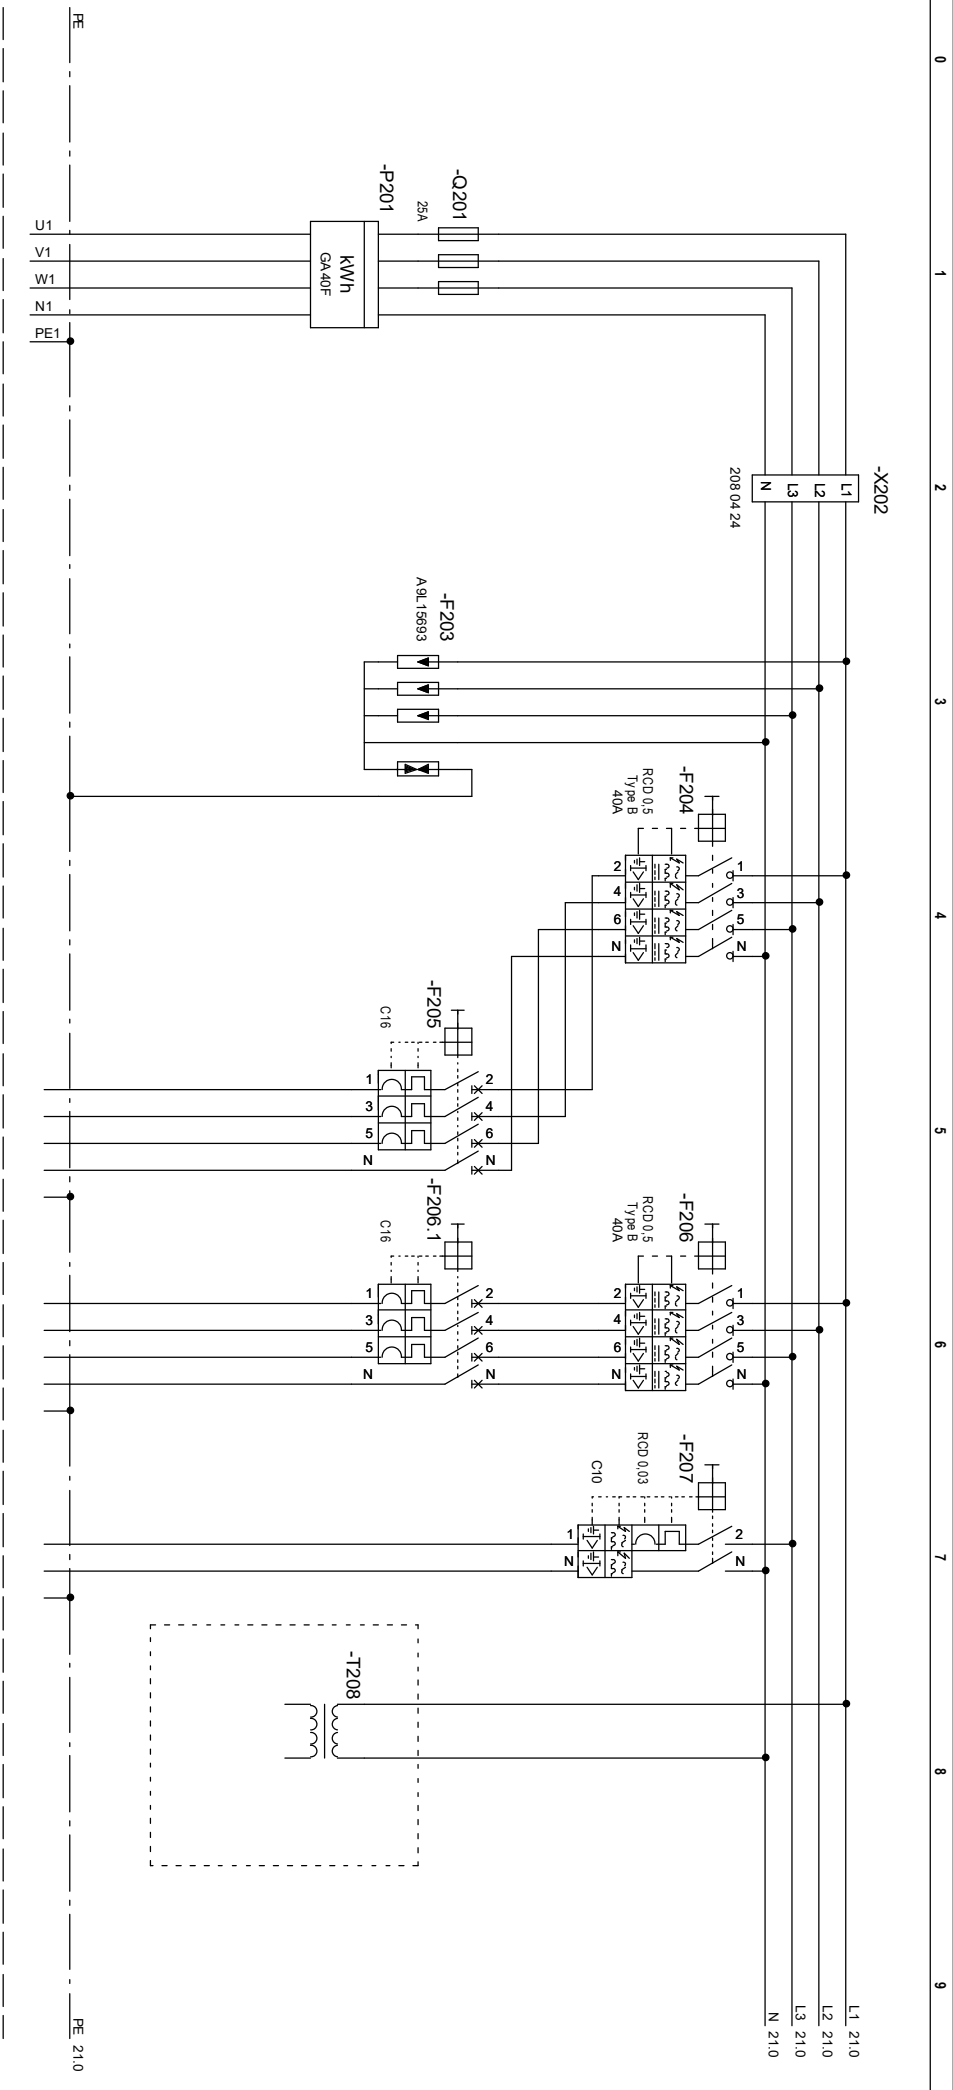 0
1
2
3
4
5
6
7
8
9
L1 21.0
L2 21.0
L3 21.0
N 21.0
-X202
L1
L2
L3
N
208 04 24
-Q201
25A
-P201
kWh
GA 40F
U1
V1
W1
N1
PE1
-F203
A9L15693
-F204
RCD 0,5
Type B
40A
1
3
5
N
2
4
6
N
-F205
C16
2
4
6
N
1
3
5
N
-F206
RCD 0,5
Type B
40A
1
3
5
N
2
4
6
N
-F206.1
C16
2
4
6
N
1
3
5
N
-F207
RCD 0,03
C10
2
N
1
N
-T208
PE
PE 21.0